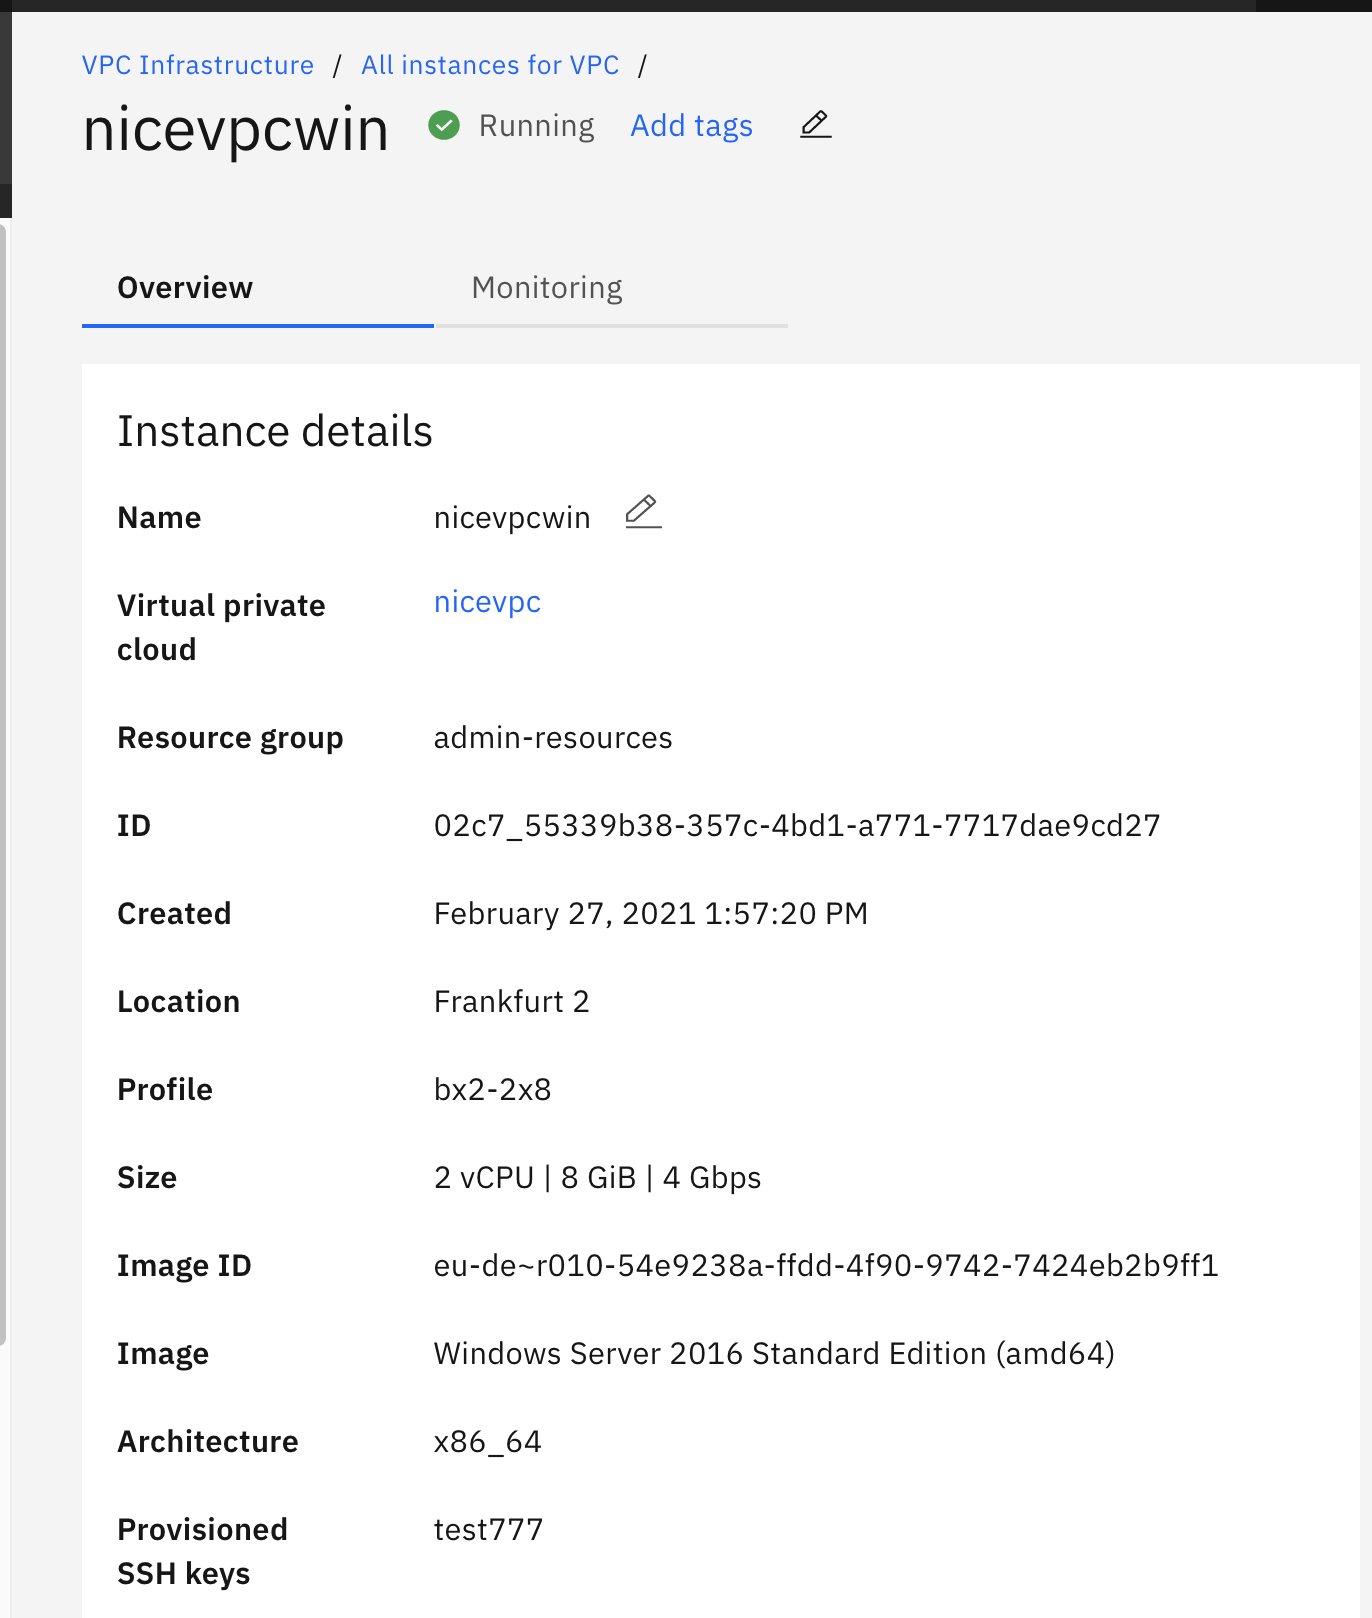 VPC Infrastructure / All instances for VPC /
nicevpcwin Running Add tags
Overview Monitoring
Instance details
Name nicevpcwin
Virtual private nicevpc
cloud
Resource group admin-resources
ID 02c7_55339b38-357c-4bd1-a771-7717dae9cd27
Created February 27, 2021 1:57:20 PM
Location Frankfurt 2
Profile bx2-2x8
Size 2 vCPU | 8 GiB | 4 Gbps
Image ID eu-de~r010-54e9238a-ffdd-4f90-9742-7424eb2b9ff1
Image Windows Server 2016 Standard Edition (amd64)
Architecture x86_64
Provisioned test777
SSH keys